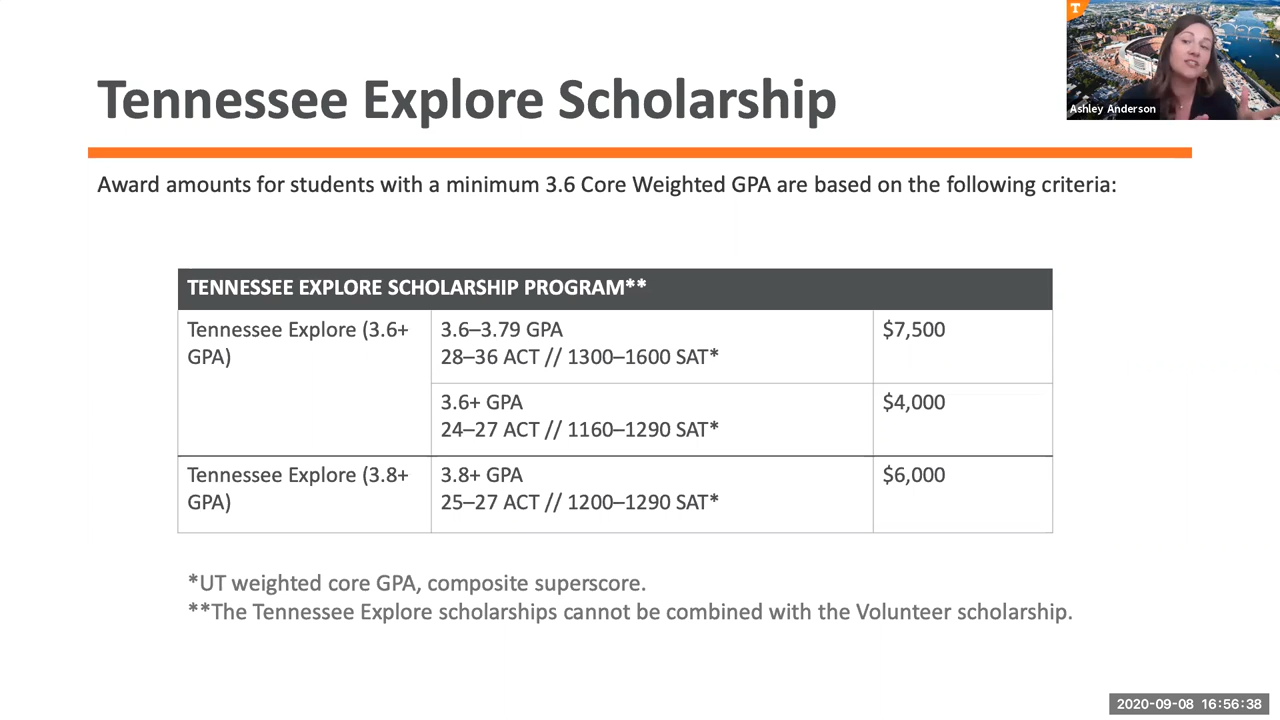 T
Ashley Anderson
Tennessee Explore Scholarship
Award amounts for students with a minimum 3.6 Core Weighted GPA are based on the following criteria:
TENNESSEE EXPLORE SCHOLARSHIP PROGRAM**
Tennessee Explore (3.6+
GPA)
3.6–3.79 GPA
28–36 ACT // 1300–1600 SAT*
$7,500
3.6+ GPA
24–27 ACT // 1160–1290 SAT*
$4,000
Tennessee Explore (3.8+
GPA)
3.8+ GPA
25–27 ACT // 1200–1290 SAT*
$6,000
*UT weighted core GPA, composite superscore.
**The Tennessee Explore scholarships cannot be combined with the Volunteer scholarship.
2020-09-08 16:56:38